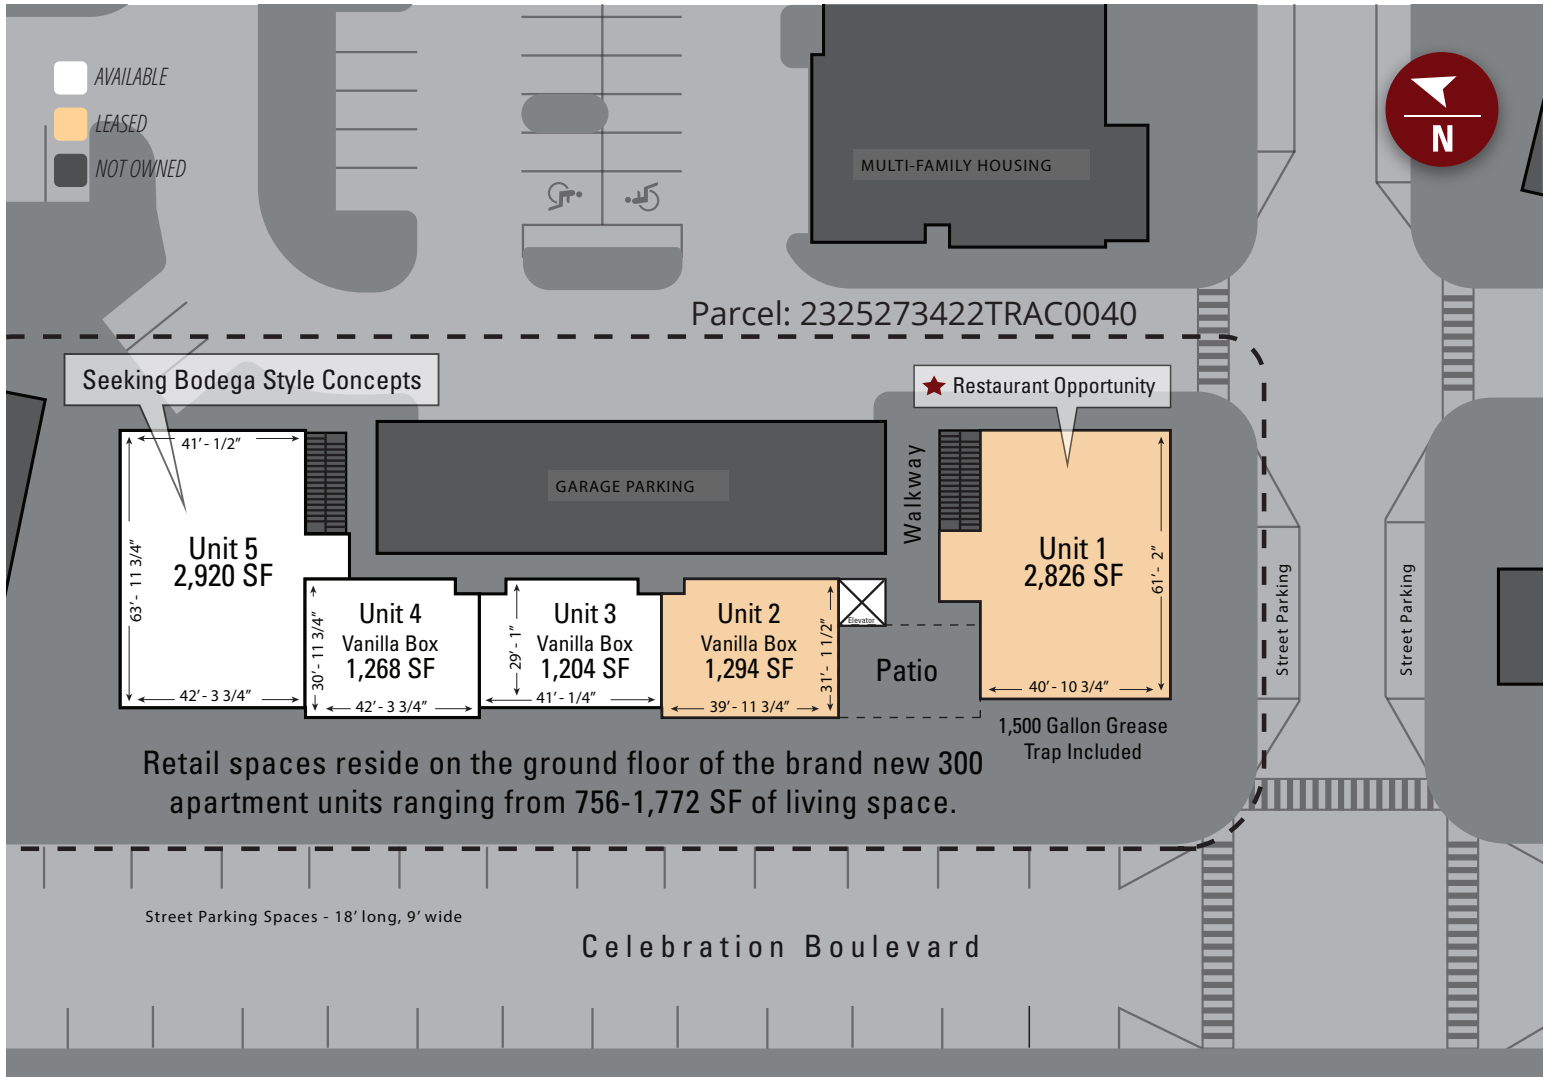 AVAILABLE
LEASED
NOT OWNED
N
MULTI-FAMILY HOUSING
Parcel: 2325273422TRAC0040
Seeking Bodega Style Concepts
Restaurant Opportunity
41’ - 1/2”
63’ - 11 3/4”
Unit 5
2,920 SF
42’ - 3 3/4”
GARAGE PARKING
Walkway
Unit 1
2,826 SF
61’ - 2”
40’ - 10 3/4”
1,500 Gallon Grease
Trap Included
30’ - 11 3/4”
Unit 4
Vanilla Box
1,268 SF
42’ - 3 3/4”
29’ - 1”
Unit 3
Vanilla Box
1,204 SF
41’ - 1/4”
Unit 2
Vanilla Box
1,294 SF
31’ - 1 1/2”
39’ - 11 3/4”
Elevator
Patio
Street Parking
Street Parking
Retail spaces reside on the ground floor of the brand new 300
apartment units ranging from 756-1,772 SF of living space.
Street Parking Spaces - 18’ long, 9’ wide
Celebration Boulevard